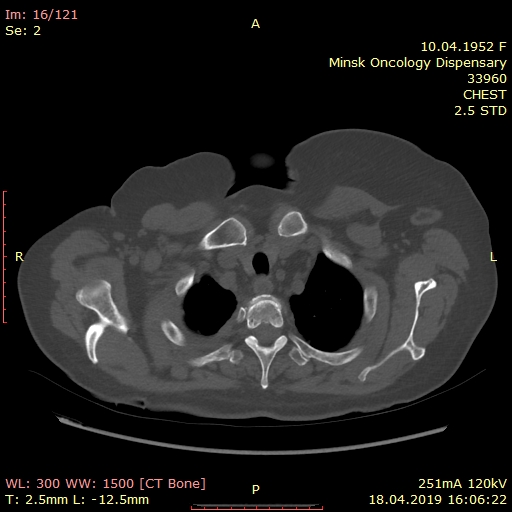 Im: 16/121
Se: 2
A
10.04.1952 F
Minsk Oncology Dispensary
33960
CHEST
2.5 STD
R
L
WL: 300 WW: 1500 [CT Bone]
T: 2.5mm L: -12.5mm
P
251mA 120kV
18.04.2019 16:06:22